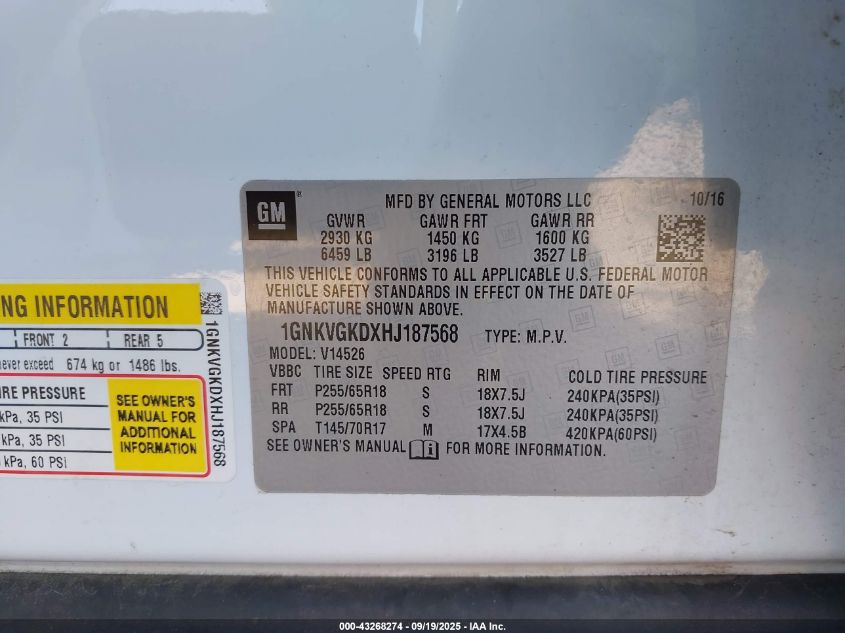 GM ®
MFD BY GENERAL MOTORS LLC 10/16
GVWR GAWR FRT GAWR RR
2930 KG 1450 KG 1600 KG
6459 LB 3196 LB 3527 LB
THIS VEHICLE CONFORMS TO ALL APPLICABLE U.S. FEDERAL MOTOR
VEHICLE SAFETY STANDARDS IN EFFECT ON THE DATE OF
MANUFACTURE SHOWN ABOVE.
1GNKVGKDXHJ187568 TYPE: M.P.V.
MODEL: V14526
VBBC TIRE SIZE SPEED RTG RIM COLD TIRE PRESSURE
FRT P255/65R18 S 18X7.5J 240KPA(35PSI)
RR P255/65R18 S 18X7.5J 240KPA(35PSI)
SPA T145/70R17 M 17X4.5B 420KPA(60PSI)
SEE OWNER'S MANUAL FOR MORE INFORMATION.
NG INFORMATION
FRONT 2 REAR 5
never exceed 674 kg or 1486 lbs.
IRE PRESSURE
kPa, 35 PSI
kPa, 35 PSI
kPa, 60 PSI
SEE OWNER'S
MANUAL FOR
ADDITIONAL
INFORMATION
1GNKVGKDXHJ187568
000-43268274 - 09/19/2025 - IAA Inc.